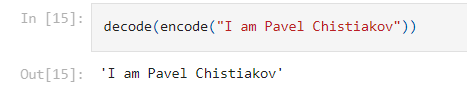 In [15]: decode(encode("I am Pavel Chistiakov"))
Out[15]: 'I am Pavel Chistiakov'